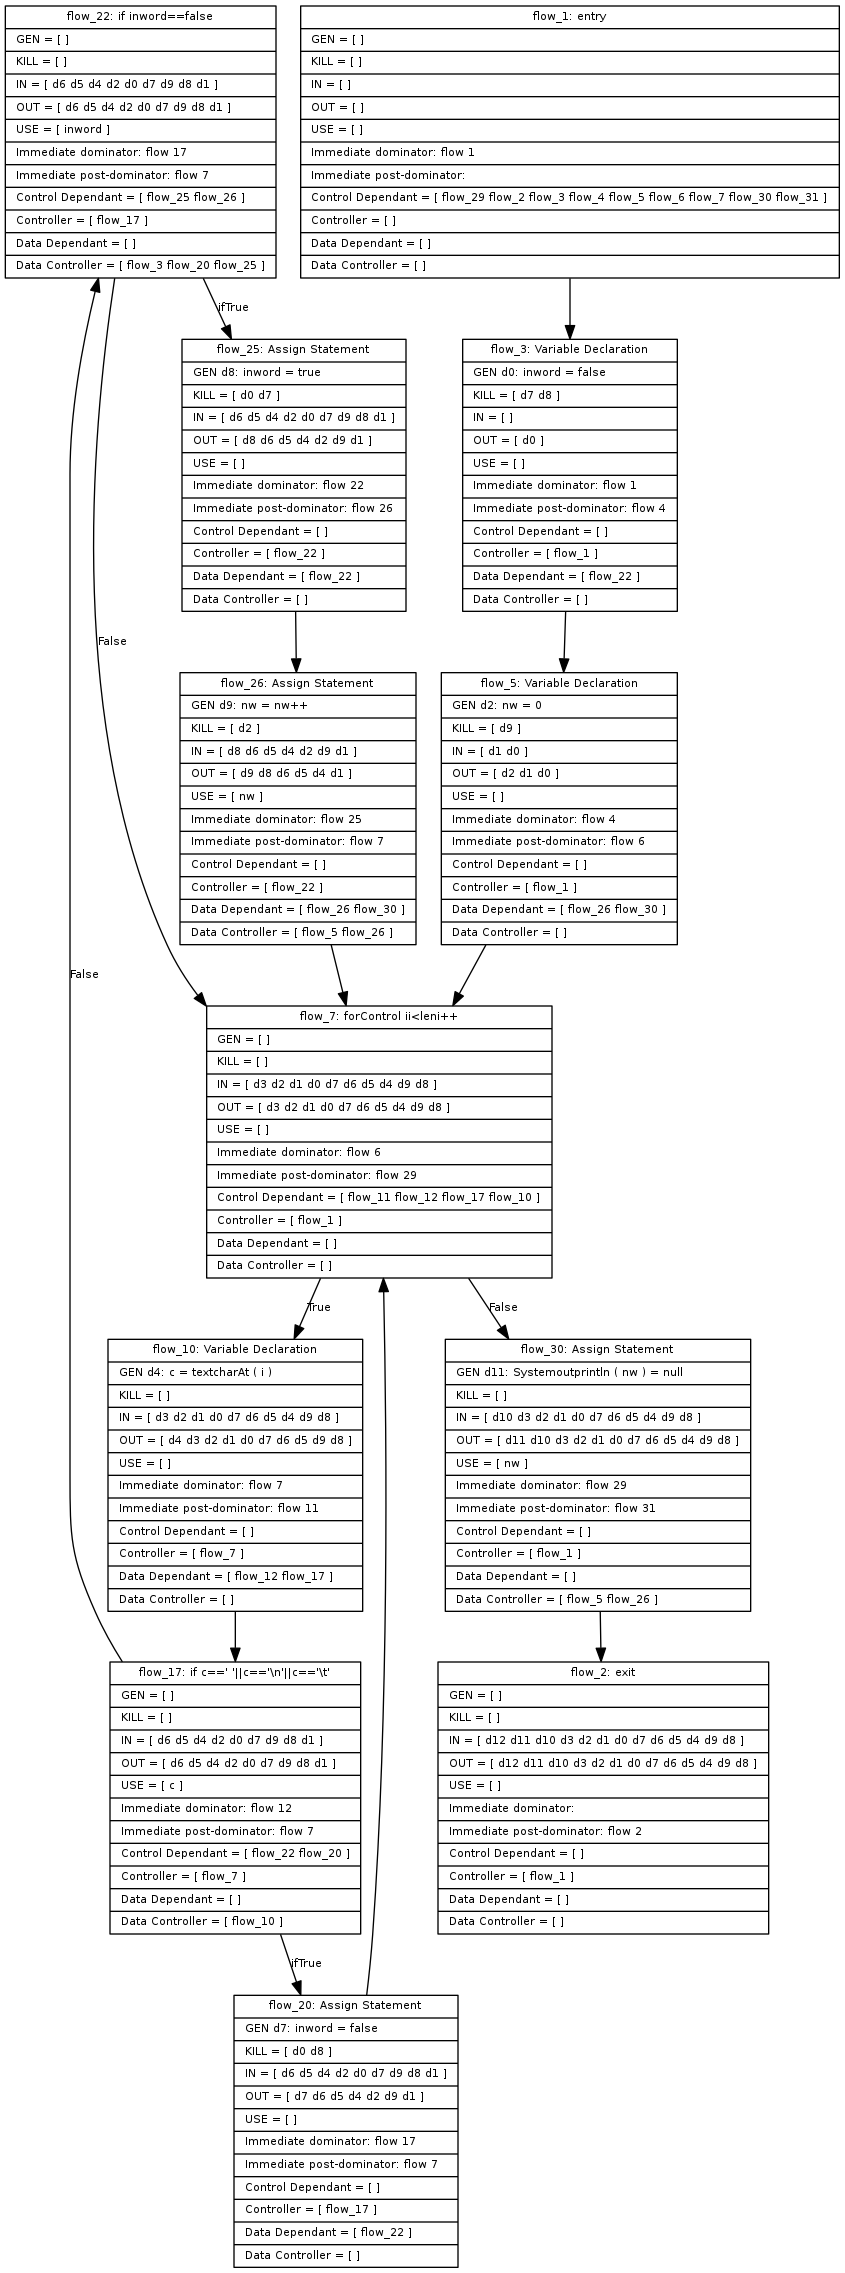 flow_22: if inword==false
GEN = [ ]
KILL = [ ]
IN = [ d6 d5 d4 d2 d0 d7 d9 d8 d1 ]
OUT = [ d6 d5 d4 d2 d0 d7 d9 d8 d1 ]
USE = [ inword ]
Immediate dominator: flow 17
Immediate post-dominator: flow 7
Control Dependant = [ flow_25 flow_26 ]
Controller = [ flow_17 ]
Data Dependant = [ ]
Data Controller = [ flow_3 flow_20 flow_25 ]
flow_1: entry
GEN = [ ]
KILL = [ ]
IN = [ ]
OUT = [ ]
USE = [ ]
Immediate dominator: flow 1
Immediate post-dominator:
Control Dependant = [ flow_29 flow_2 flow_3 flow_4 flow_5 flow_6 flow_7 flow_30 flow_31 ]
Controller = [ ]
Data Dependant = [ ]
Data Controller = [ ]
ifTrue
flow_25: Assign Statement
GEN d8: inword = true
KILL = [ d0 d7 ]
IN = [ d6 d5 d4 d2 d0 d7 d9 d8 d1 ]
OUT = [ d8 d6 d5 d4 d2 d9 d1 ]
USE = [ ]
Immediate dominator: flow 22
Immediate post-dominator: flow 26
Control Dependant = [ ]
Controller = [ flow_22 ]
Data Dependant = [ flow_22 ]
Data Controller = [ ]
flow_3: Variable Declaration
GEN d0: inword = false
KILL = [ d7 d8 ]
IN = [ ]
OUT = [ d0 ]
USE = [ ]
Immediate dominator: flow 1
Immediate post-dominator: flow 4
Control Dependant = [ ]
Controller = [ flow_1 ]
Data Dependant = [ flow_22 ]
Data Controller = [ ]
False
flow_26: Assign Statement
GEN d9: nw = nw++
KILL = [ d2 ]
IN = [ d8 d6 d5 d4 d2 d9 d1 ]
OUT = [ d9 d8 d6 d5 d4 d1 ]
USE = [ nw ]
Immediate dominator: flow 25
Immediate post-dominator: flow 7
Control Dependant = [ ]
Controller = [ flow_22 ]
Data Dependant = [ flow_26 flow_30 ]
Data Controller = [ flow_5 flow_26 ]
flow_5: Variable Declaration
GEN d2: nw = 0
KILL = [ d9 ]
IN = [ d1 d0 ]
OUT = [ d2 d1 d0 ]
USE = [ ]
Immediate dominator: flow 4
Immediate post-dominator: flow 6
Control Dependant = [ ]
Controller = [ flow_1 ]
Data Dependant = [ flow_26 flow_30 ]
Data Controller = [ ]
False
flow_7: forControl ii<leni++
GEN = [ ]
KILL = [ ]
IN = [ d3 d2 d1 d0 d7 d6 d5 d4 d9 d8 ]
OUT = [ d3 d2 d1 d0 d7 d6 d5 d4 d9 d8 ]
USE = [ ]
Immediate dominator: flow 6
Immediate post-dominator: flow 29
Control Dependant = [ flow_11 flow_12 flow_17 flow_10 ]
Controller = [ flow_1 ]
Data Dependant = [ ]
Data Controller = [ ]
True
False
flow_10: Variable Declaration
GEN d4: c = textcharAt ( i )
KILL = [ ]
IN = [ d3 d2 d1 d0 d7 d6 d5 d4 d9 d8 ]
OUT = [ d4 d3 d2 d1 d0 d7 d6 d5 d9 d8 ]
USE = [ ]
Immediate dominator: flow 7
Immediate post-dominator: flow 11
Control Dependant = [ ]
Controller = [ flow_7 ]
Data Dependant = [ flow_12 flow_17 ]
Data Controller = [ ]
flow_30: Assign Statement
GEN d11: Systemoutprintln ( nw ) = null
KILL = [ ]
IN = [ d10 d3 d2 d1 d0 d7 d6 d5 d4 d9 d8 ]
OUT = [ d11 d10 d3 d2 d1 d0 d7 d6 d5 d4 d9 d8 ]
USE = [ nw ]
Immediate dominator: flow 29
Immediate post-dominator: flow 31
Control Dependant = [ ]
Controller = [ flow_1 ]
Data Dependant = [ ]
Data Controller = [ flow_5 flow_26 ]
flow_17: if c==' '||c=='\n'||c=='\t'
GEN = [ ]
KILL = [ ]
IN = [ d6 d5 d4 d2 d0 d7 d9 d8 d1 ]
OUT = [ d6 d5 d4 d2 d0 d7 d9 d8 d1 ]
USE = [ c ]
Immediate dominator: flow 12
Immediate post-dominator: flow 7
Control Dependant = [ flow_22 flow_20 ]
Controller = [ flow_7 ]
Data Dependant = [ ]
Data Controller = [ flow_10 ]
flow_2: exit
GEN = [ ]
KILL = [ ]
IN = [ d12 d11 d10 d3 d2 d1 d0 d7 d6 d5 d4 d9 d8 ]
OUT = [ d12 d11 d10 d3 d2 d1 d0 d7 d6 d5 d4 d9 d8 ]
USE = [ ]
Immediate dominator:
Immediate post-dominator: flow 2
Control Dependant = [ ]
Controller = [ flow_1 ]
Data Dependant = [ ]
Data Controller = [ ]
ifTrue
flow_20: Assign Statement
GEN d7: inword = false
KILL = [ d0 d8 ]
IN = [ d6 d5 d4 d2 d0 d7 d9 d8 d1 ]
OUT = [ d7 d6 d5 d4 d2 d9 d1 ]
USE = [ ]
Immediate dominator: flow 17
Immediate post-dominator: flow 7
Control Dependant = [ ]
Controller = [ flow_17 ]
Data Dependant = [ flow_22 ]
Data Controller = [ ]